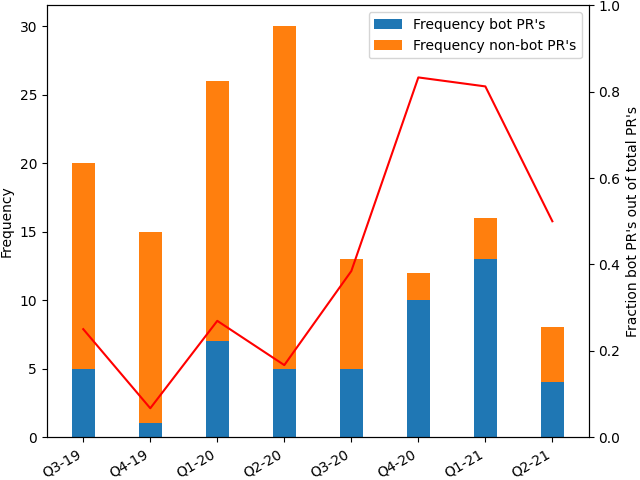 Frequency bot PR's
Frequency non-bot PR's
Frequency
30
25
20
15
10
5
0
1.0
0.8
0.6
0.4
0.2
0.0
Fraction bot PR's out of total PR's
Q3-19
Q4-19
Q1-20
Q2-20
Q3-20
Q4-20
Q1-21
Q2-21